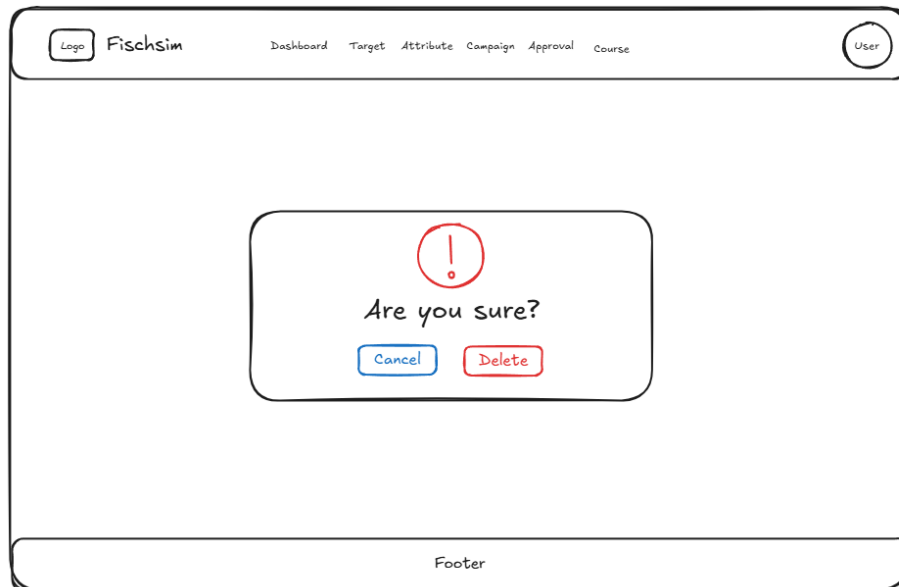 Logo Fischsim Dashboard Target Attribute Campaign Approval Course User
!
Are you sure?
Cancel Delete
Footer